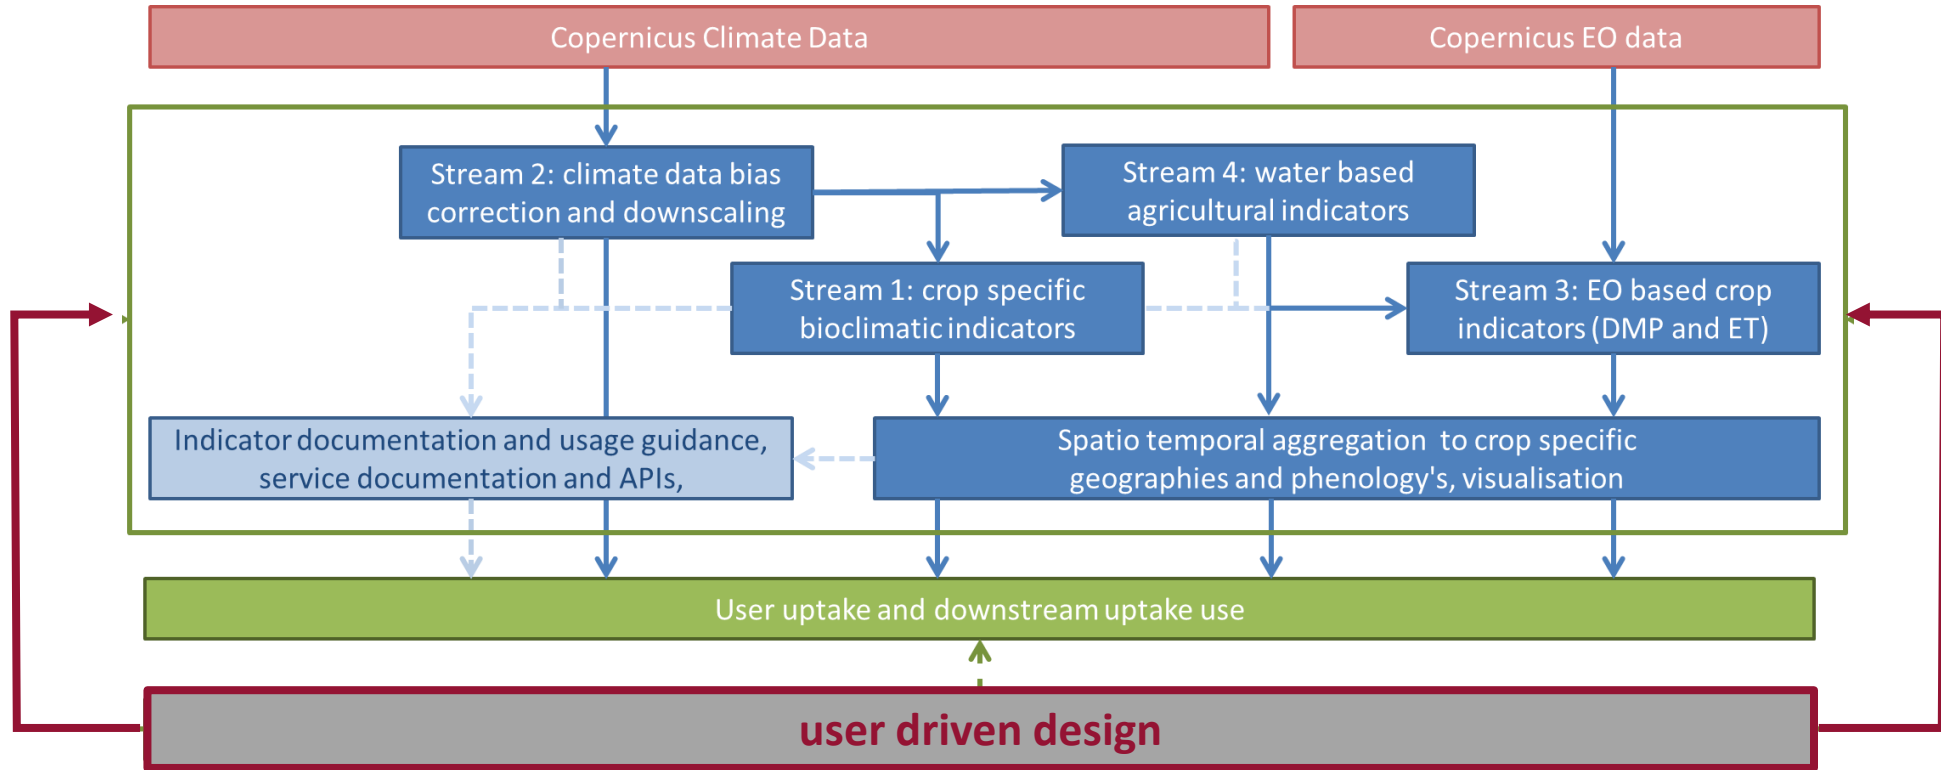 Copernicus Climate Data
Copernicus EO data
Stream 2: climate data bias
correction and downscaling
Stream 4: water based
agricultural indicators
Stream 1: crop specific
bioclimatic indicators
Stream 3: EO based crop
indicators (DMP and ET)
Indicator documentation and usage guidance,
service documentation and APIs,
Spatio temporal aggregation  to crop specific
geographies and phenology's, visualisation
User uptake and downstream uptake use
user driven design